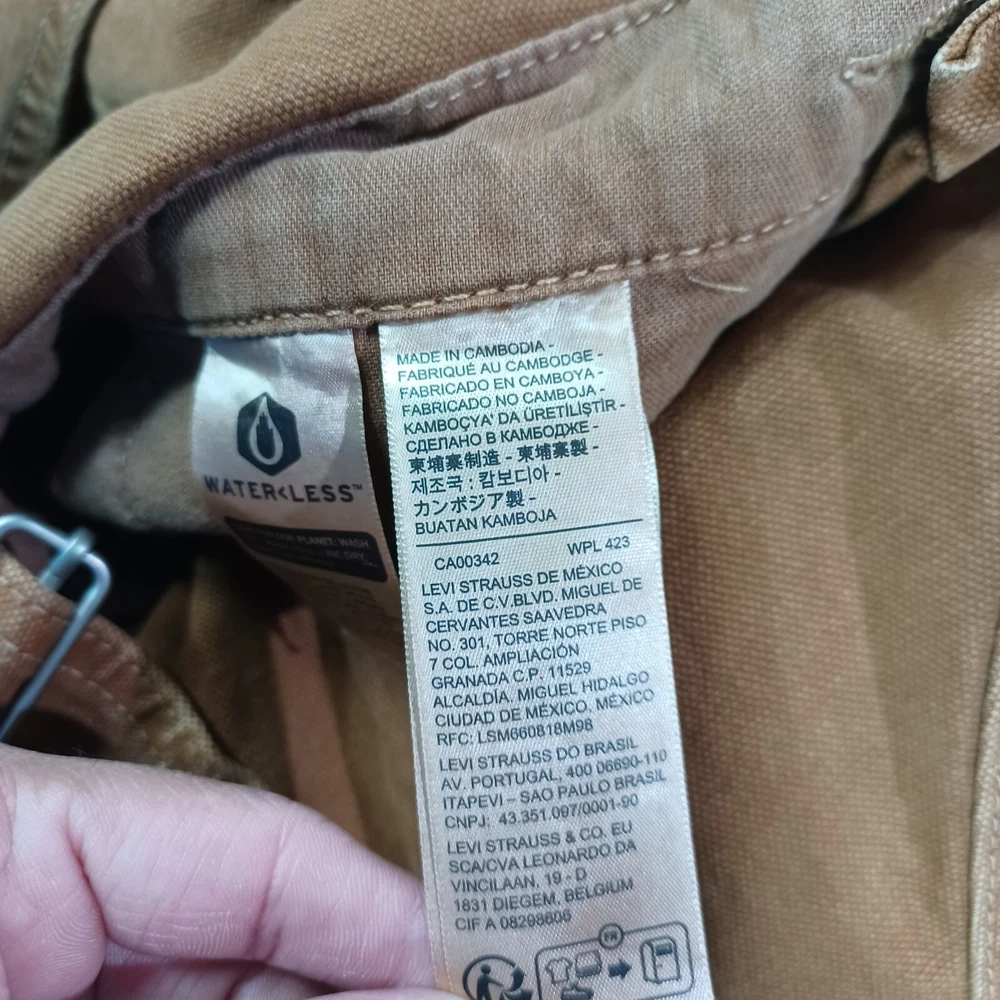 WATER<LESS™
PLANET: WASH
LINE DRY
MADE IN CAMBODIA -
FABRIQUÉ AU CAMBODGE -
FABRICADO EN CAMBOYA -
FABRICADO NO CAMBOJA -
KAMBOÇYA' DA ÜRETİLİŞTİR -
СДЕЛАНО В КАМБОДЖЕ -
柬埔寨制造 - 柬埔寨製 -
제조국 : 캄보디아 -
カンボジア製 -
BUATAN KAMBOJA
CA00342 WPL 423
LEVI STRAUSS DE MÉXICO
S.A. DE C.V.BLVD. MIGUEL DE
CERVANTES SAAVEDRA
NO. 301, TORRE NORTE PISO
7 COL. AMPLIACIÓN
GRANADA C.P. 11529
ALCALDÍA, MIGUEL HIDALGO
CIUDAD DE MÉXICO, MÉXICO
RFC: LSM660818M98
LEVI STRAUSS DO BRASIL
AV. PORTUGAL, 400 06690-110
ITAPEVI – SAO PAULO BRASIL
CNPJ: 43.351.097/0001-90
LEVI STRAUSS & CO. EU
SCA/CVA LEONARDO DA
VINCILAAN, 19 - D
1831 DIEGEM, BELGIUM
CIF A 08298606
FR